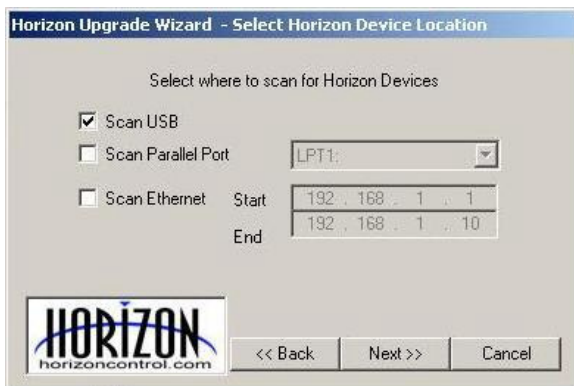 Horizon Upgrade Wizard - Select Horizon Device Location
Select where to scan for Horizon Devices
Scan USB
Scan Parallel Port LPT1:
Scan Ethernet Start 192 . 168 . 1 . 1
End 192 . 168 . 1 . 10
HORIZON
horizoncontrol.com
<< Back Next >> Cancel